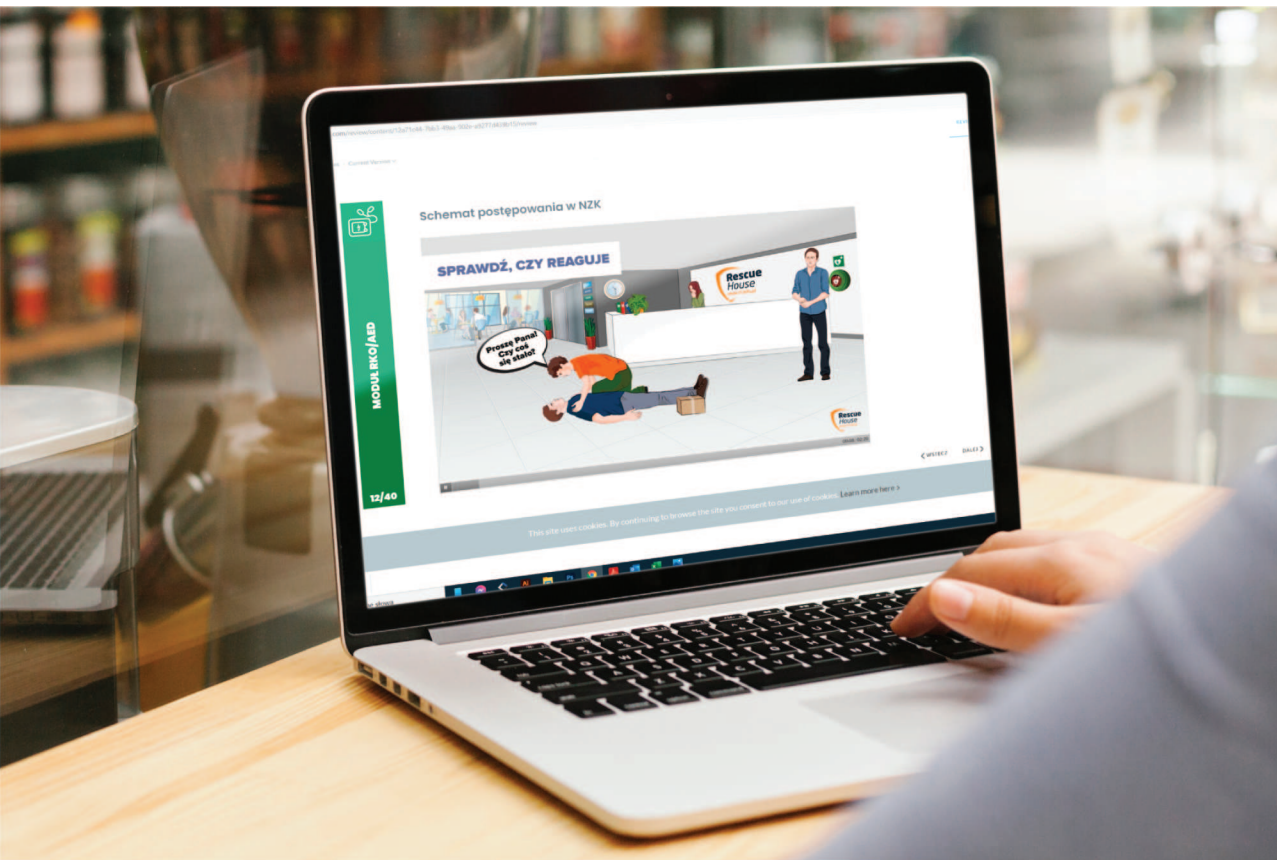 Schemat postępowania w NZK
SPRAWDŹ, CZY REAGUJE
Rescue
House
Proszę Pana!
Czy coś
się stało?
Rescue
House
MODUŁ RKO/AED
12/40
WSTECZ
DALEJ
This site uses cookies. By continuing to browse the site you consent to our use of cookies. Learn more here >